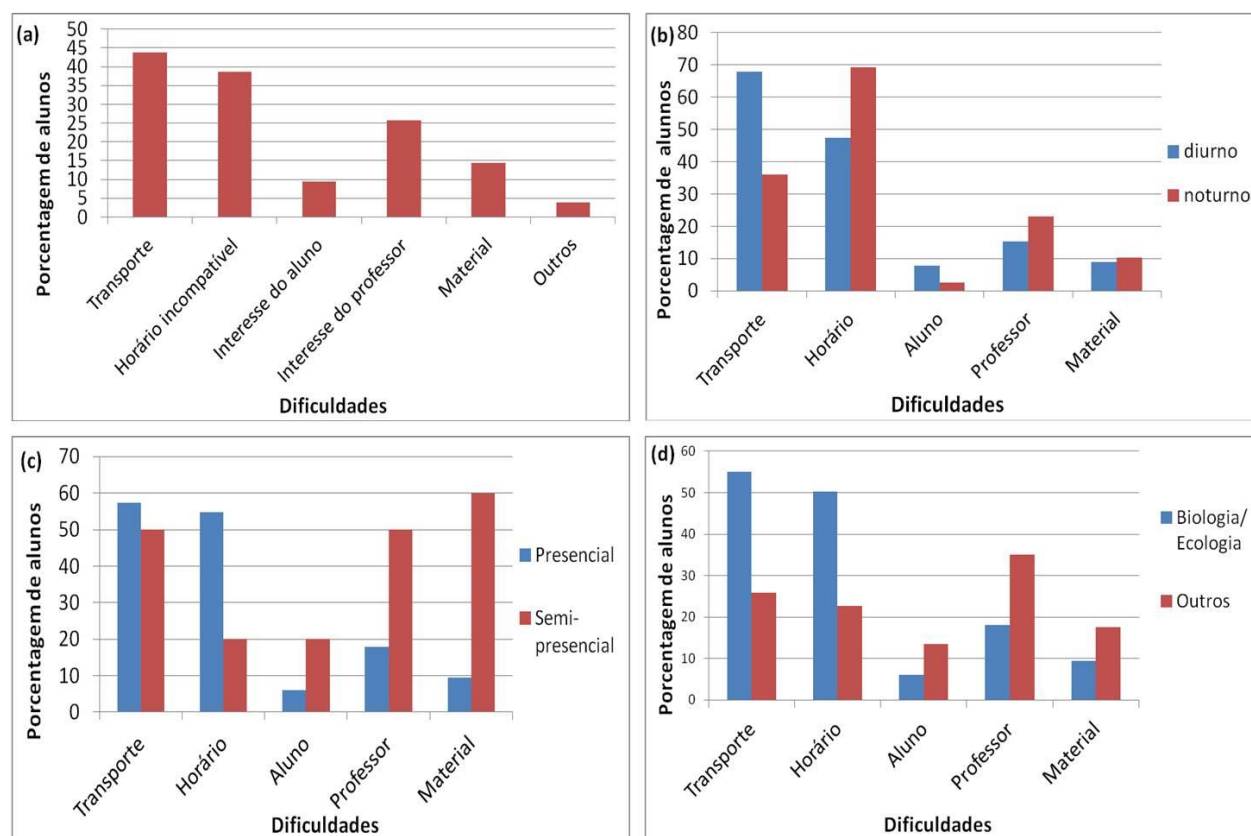 (a)
Porcentagem de alunos
50
45
40
35
30
25
20
15
10
5
0
Transporte
Horário incompatível
Interesse do aluno
Interesse do professor
Material
Outros
Dificuldades
(b)
Porcentagem de alunnos
80
70
60
50
40
30
20
10
0
Transporte
Horário
Aluno
Professor
Material
Dificuldades
diurno
noturno
(c)
Porcentagem de alunos
70
60
50
40
30
20
10
0
Transporte
Horário
Aluno
Professor
Material
Dificuldades
Presencial
Semi-
presencial
(d)
Porcentagem de alunos
60
50
40
30
20
10
0
Transporte
Horário
Aluno
Professor
Material
Dificuldades
Biologia/
Ecologia
Outros